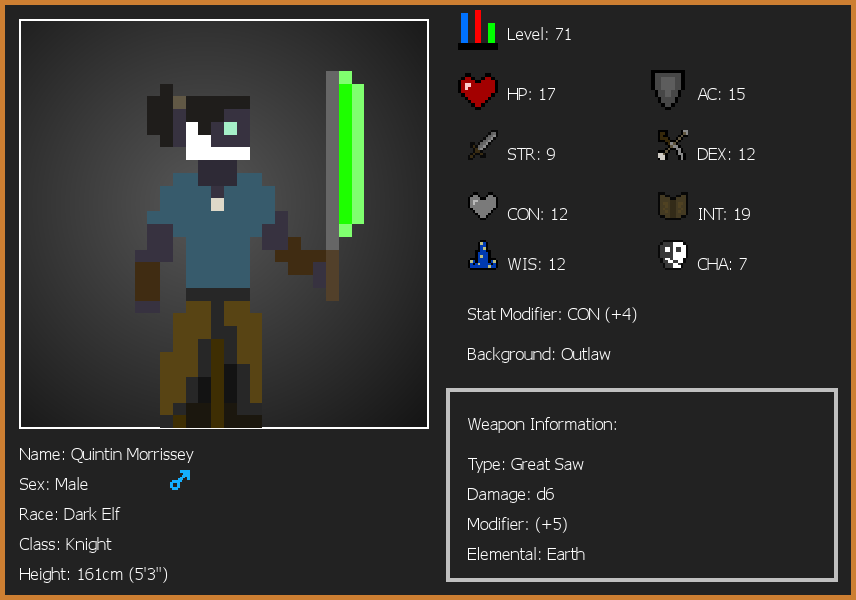 Level: 71
HP: 17
AC: 15
STR: 9
DEX: 12
CON: 12
INT: 19
WIS: 12
CHA: 7
Stat Modifier: CON (+4)
Background: Outlaw
Weapon Information:
Type: Great Saw
Damage: d6
Modifier: (+5)
Elemental: Earth
Name: Quintin Morrissey
Sex: Male
Race: Dark Elf
Class: Knight
Height: 161cm (5'3")